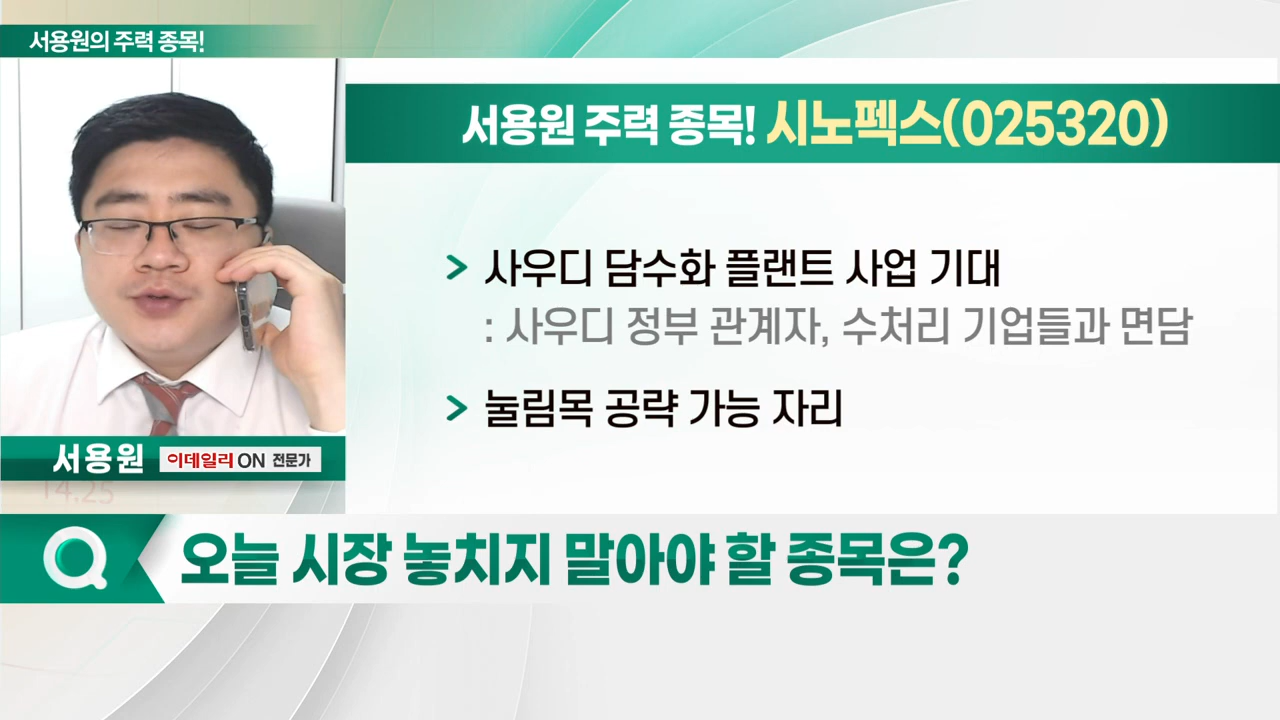 서용원의 주력 종목!
서용원 주력 종목! 시노펙스(025320)
> 사우디 담수화 플랜트 사업 기대
: 사우디 정부 관계자, 수처리 기업들과 면담
> 눌림목 공략 가능 자리
서용원 이데일리 ON 전문가
14.25
Q 오늘 시장 놓치지 말아야 할 종목은?